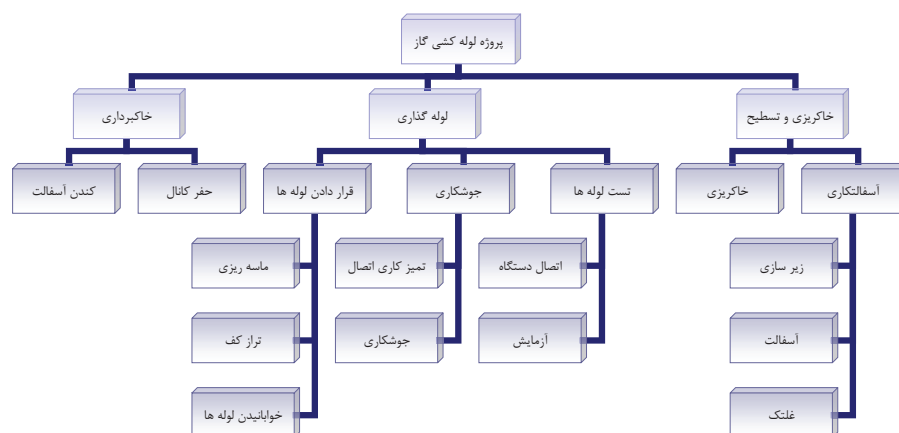 پروژه لوله کشی گاز
خاکبرداری
لوله گذاری
خاکریزی و تسطیح
کندن آسفالت
حفر کانال
قرار دادن لوله ها
جوشکاری
تست لوله ها
خاکریزی
آسفالتکاری
ماسه ریزی
تمیز کاری اتصال
اتصال دستگاه
زیر سازی
تراز کف
جوشکاری
آزمایش
آسفالت
خوابانیدن لوله ها
غلتک